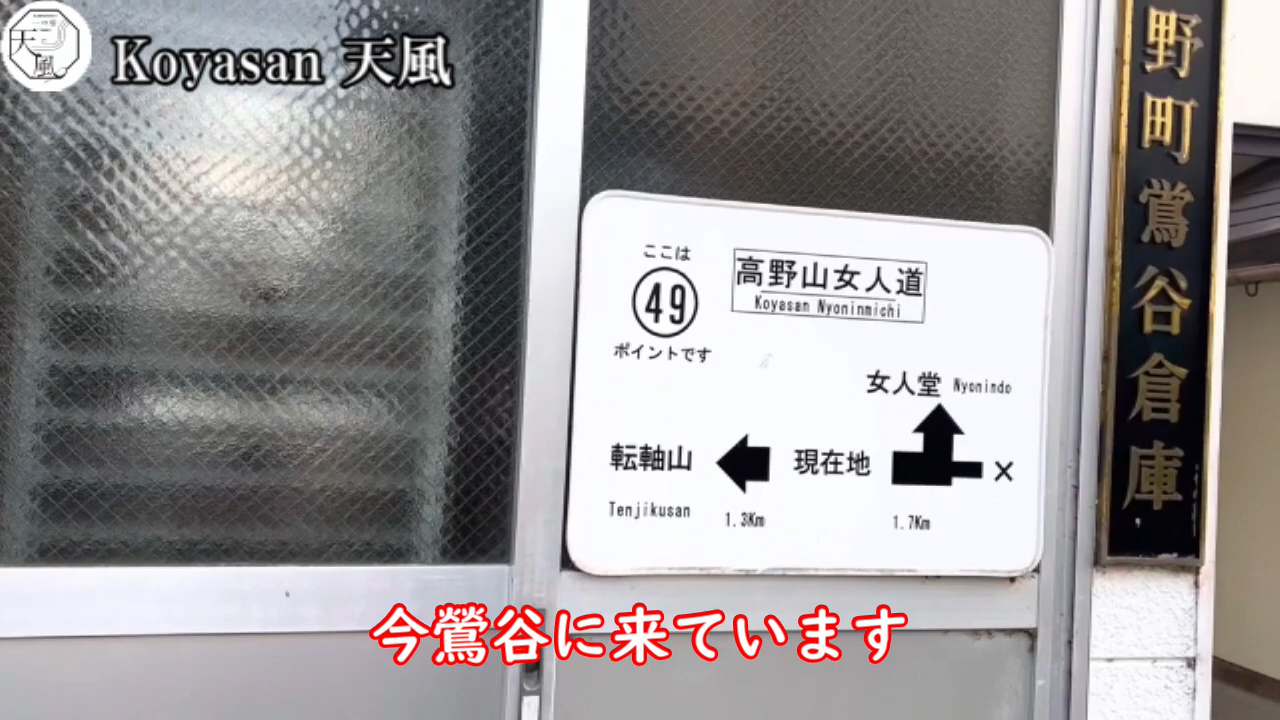 天風
Koyasan 天風
ここは
49
ポイントです
高野山女人道
Koyasan Nyoninmichi
女人堂 Nyonindo
転軸山 現在地 ×
Tenjikusan 1.3Km 1.7Km
野町鶯谷倉庫
今鶯谷に来ています